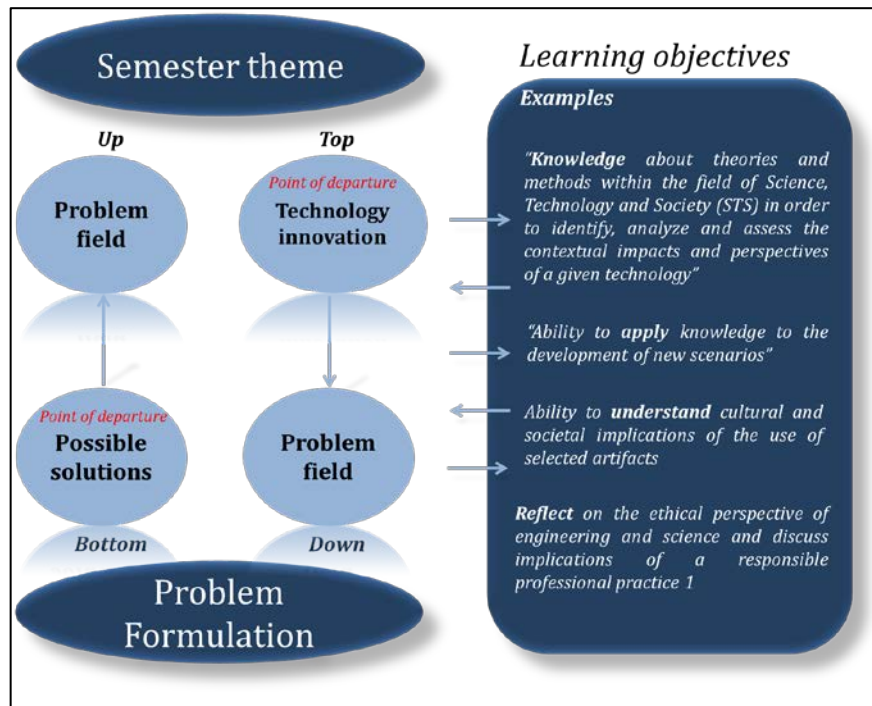 Semester theme
Up
Top
Problem
field
Point of departure
Technology
innovation
Point of departure
Possible
solutions
Problem
field
Bottom
Down
Problem
Formulation
Learning objectives
Examples
"Knowledge about theories and
methods within the field of Science,
Technology and Society (STS) in order
to identify, analyze and assess the
contextual impacts and perspectives
of a given technology"
"Ability to apply knowledge to the
development of new scenarios"
Ability to understand cultural and
societal implications of the use of
selected artifacts
Reflect on the ethical perspective of
engineering and science and discuss
implications of a responsible
professional practice 1